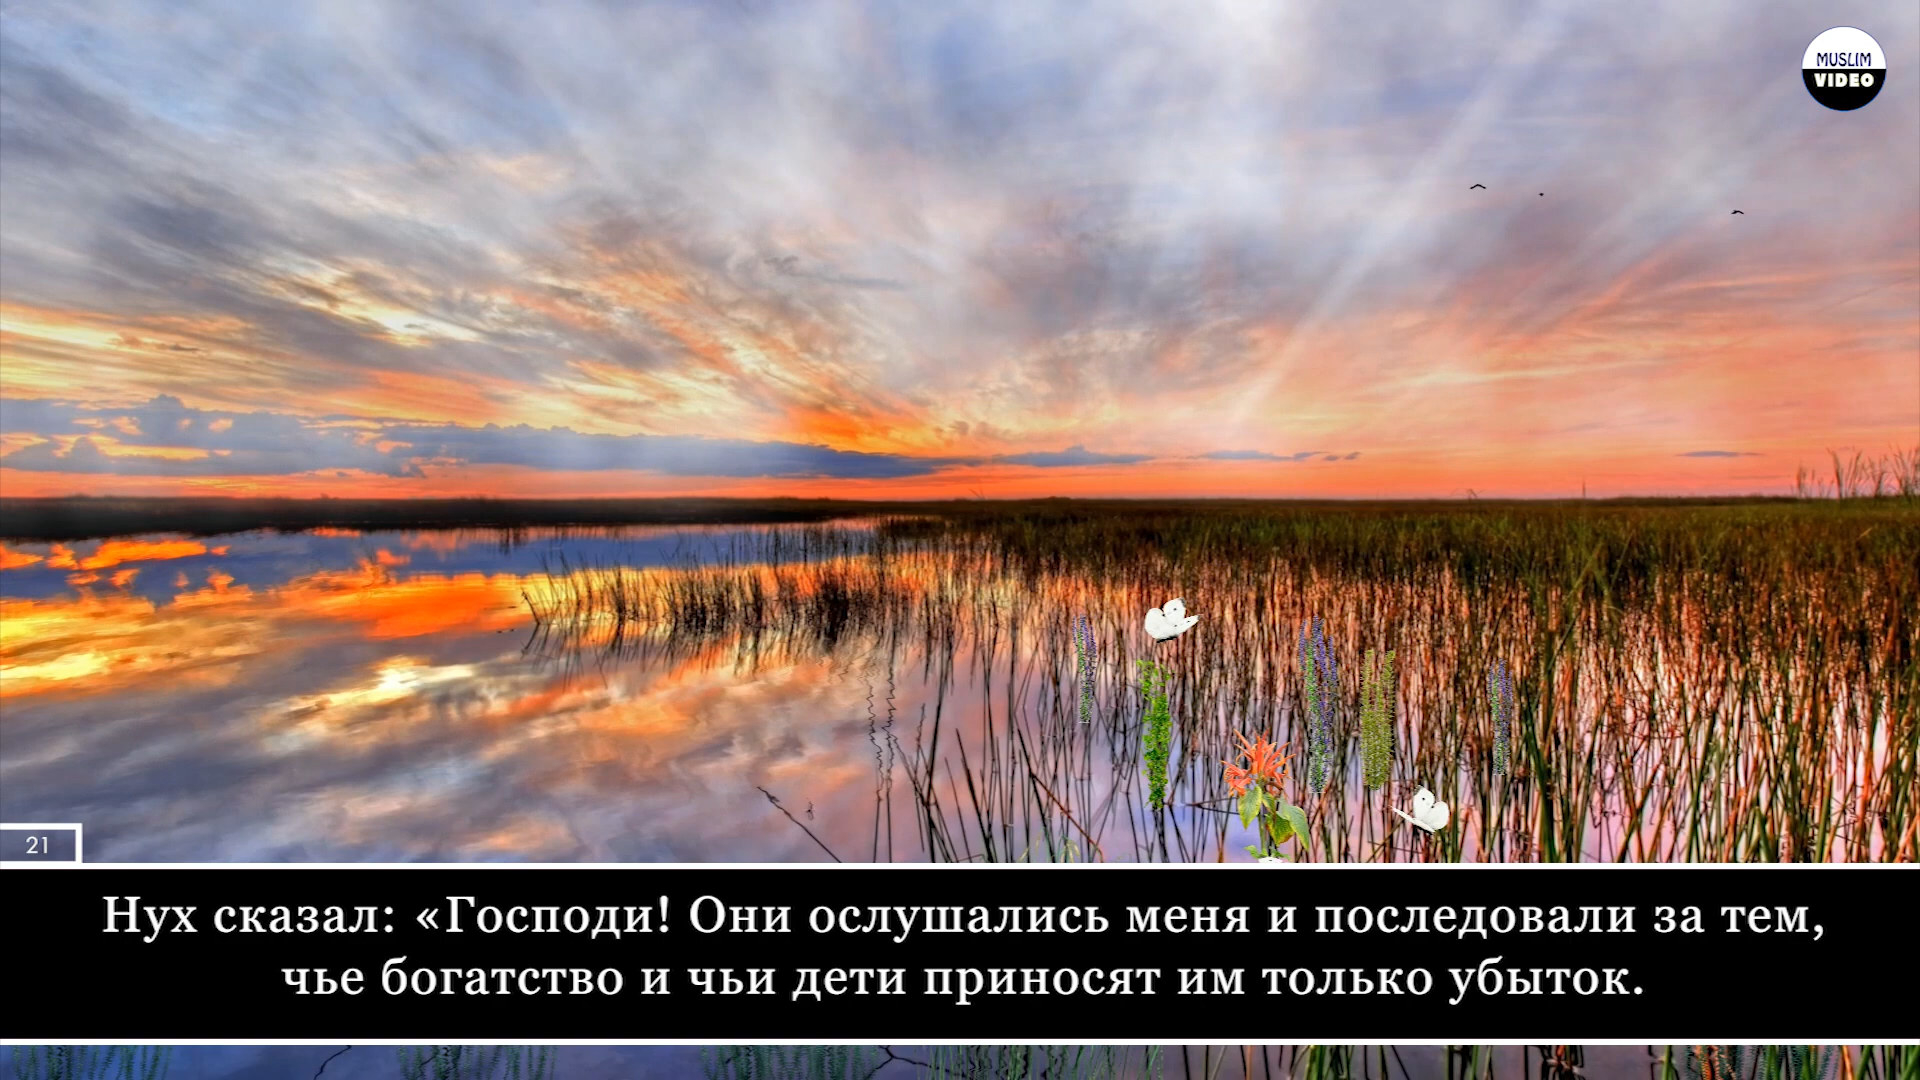 MUSLIM
VIDEO
21
Нух сказал: «Господи! Они ослушались меня и последовали за тем,
чье богатство и чьи дети приносят им только убыток.